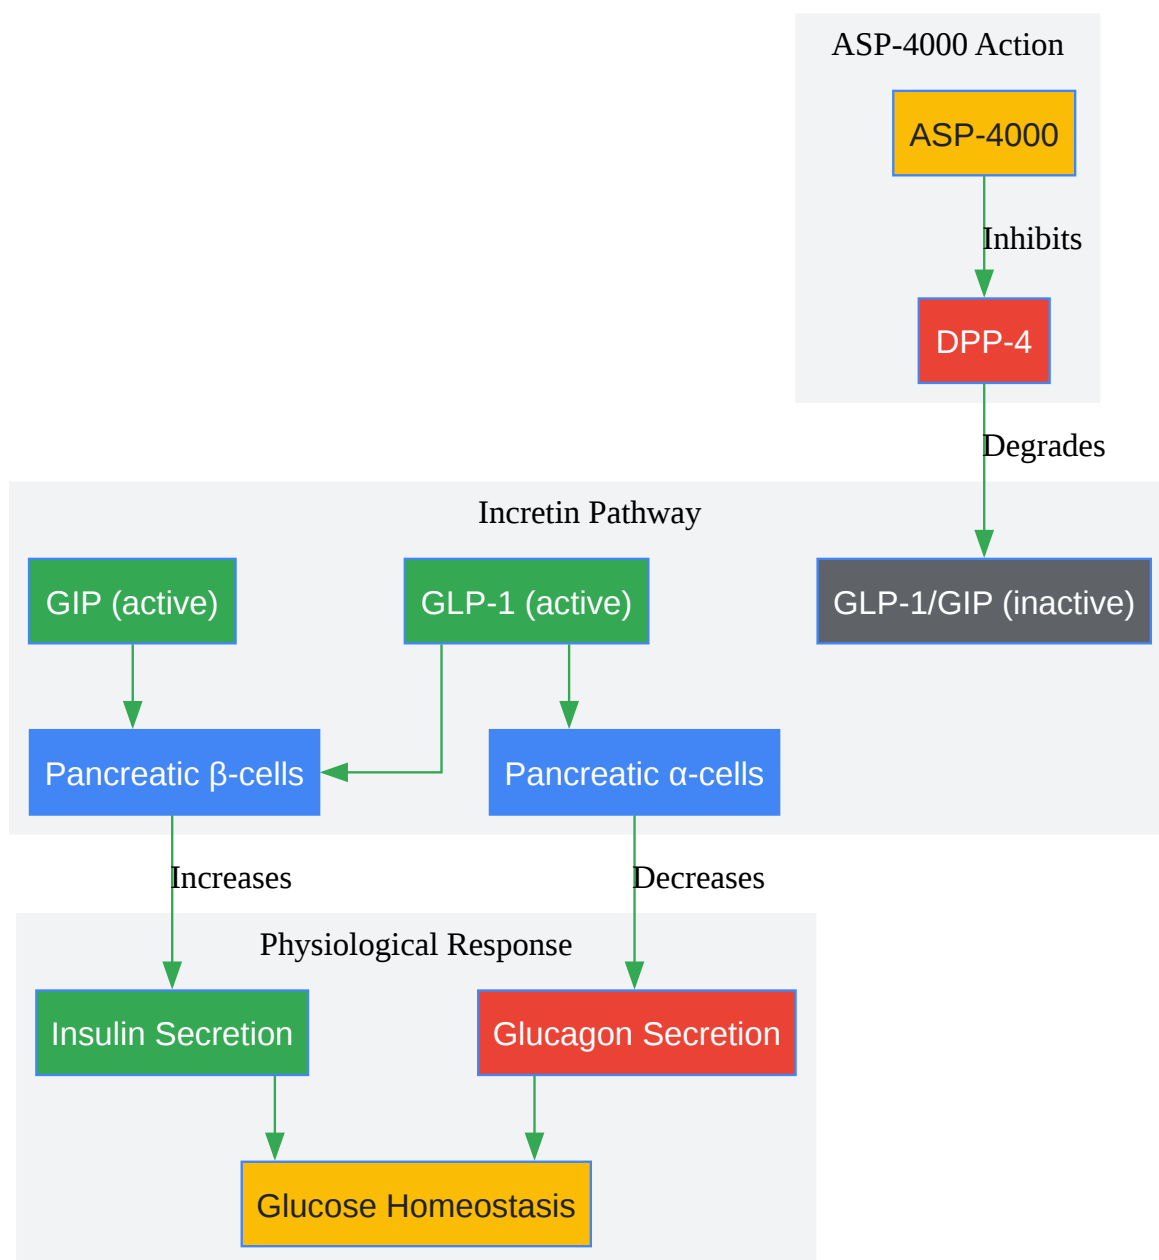 ASP-4000 Action
ASP-4000
Inhibits
DPP-4
Degrades
Incretin Pathway
GIP (active)
GLP-1 (active)
GLP-1/GIP (inactive)
Pancreatic β-cells
Pancreatic α-cells
Increases
Decreases
Physiological Response
Insulin Secretion
Glucagon Secretion
Glucose Homeostasis